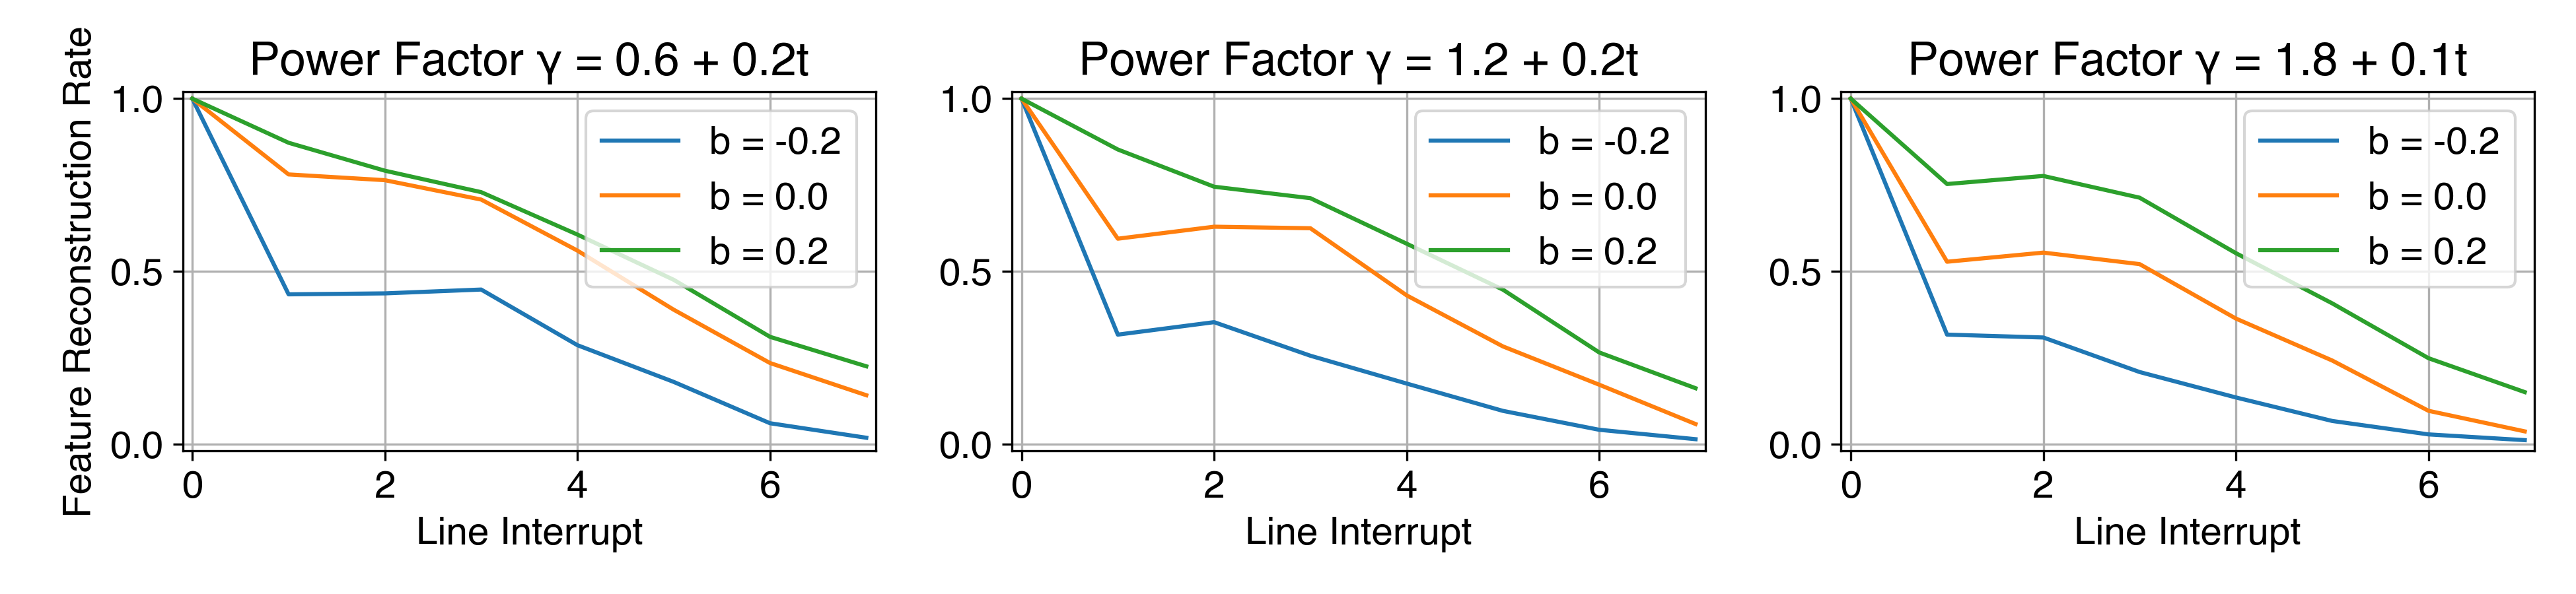 Power Factor γ = 0.6 + 0.2t
Feature Reconstruction Rate
1.0
0.5
0.0
0 2 4 6
Line Interrupt
b = -0.2
b = 0.0
b = 0.2
Power Factor γ = 1.2 + 0.2t
1.0
0.5
0.0
0 2 4 6
Line Interrupt
b = -0.2
b = 0.0
b = 0.2
Power Factor γ = 1.8 + 0.1t
1.0
0.5
0.0
0 2 4 6
Line Interrupt
b = -0.2
b = 0.0
b = 0.2